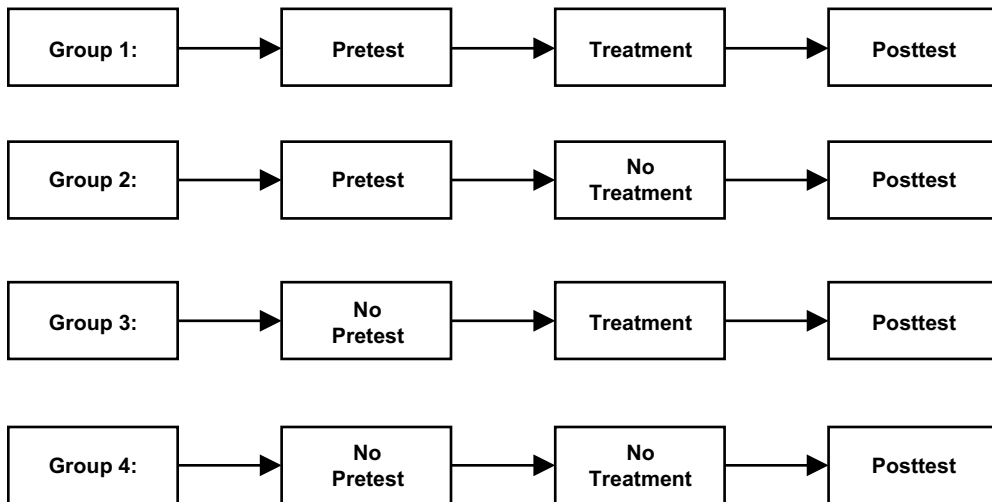 Group 1:
Pretest
Treatment
Posttest
Group 2:
Pretest
No
Treatment
Posttest
Group 3:
No
Pretest
Treatment
Posttest
Group 4:
No
Pretest
No
Treatment
Posttest